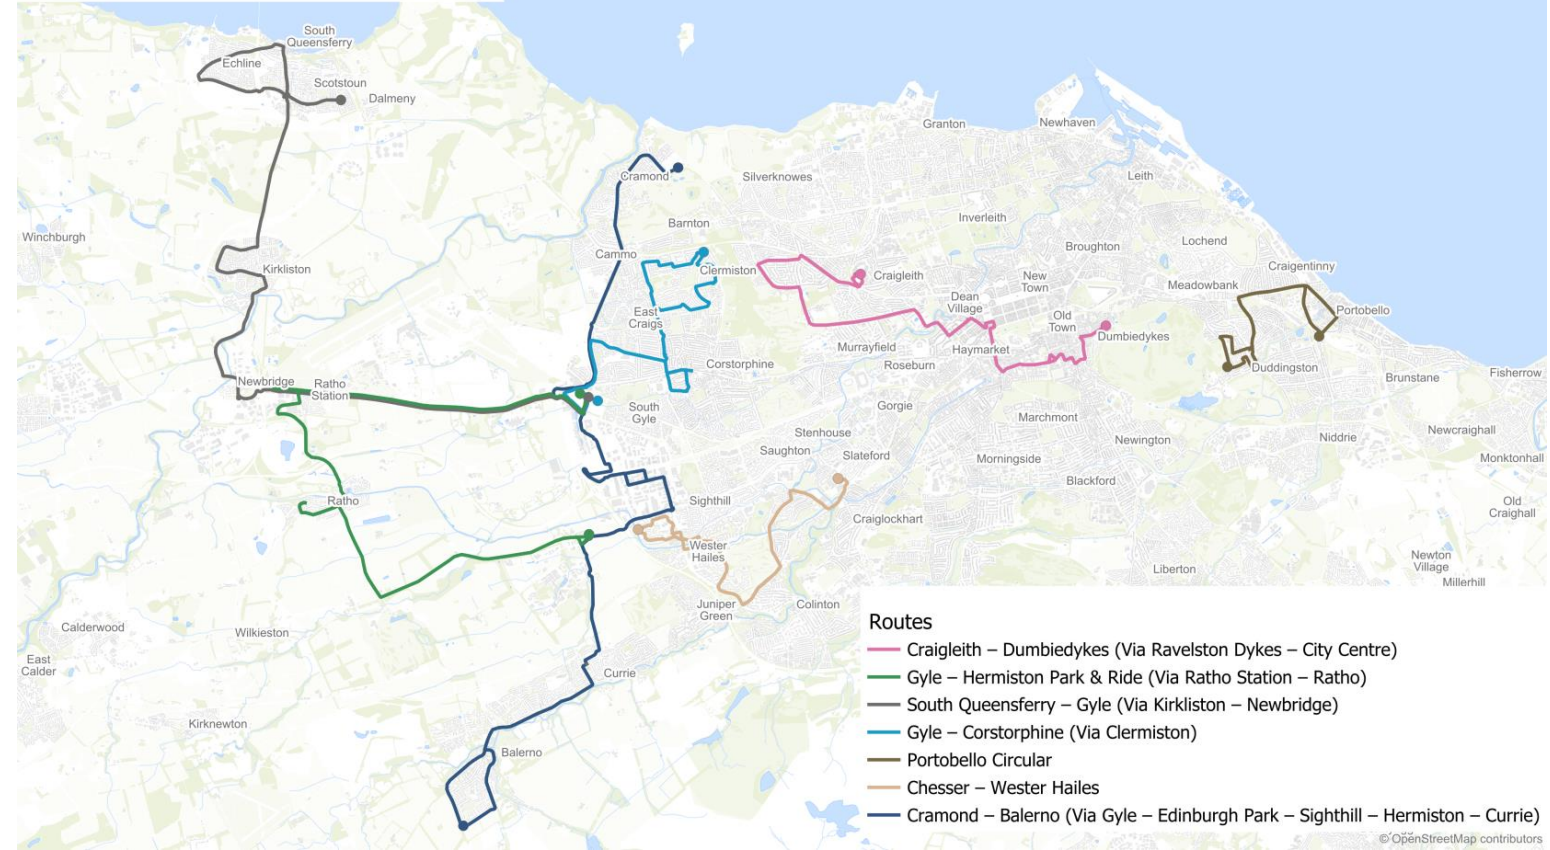 South
Queensferry
Echline
Scotstoun
Dalmeny
Granton
Newhaven
Cramond
Silverknowes
Leith
Barnton
Inverleith
Winchburgh
Cammo
Broughton
Lochend
Kirkliston
Clermiston
Craigleith
New
Town
Meadowbank
Craigentinny
Dean
Village
East
Craigs
Old
Town
Portobello
Dumbiedykes
Murrayfield
Haymarket
Corstorphine
Roseburn
Duddingston
Brunstane
Fisherrow
Newbridge
Ratho
Station
South
Gyle
Gorgie
Marchmont
Stenhouse
Newington
Niddrie
Newcraighall
Saughton
Slateford
Morningside
Monktonhall
Blackford
Ratho
Sighthill
Old
Craighall
Craiglockhart
Wester
Hailes
Newton
Village
Liberton
Millerhill
Juniper
Green
Colinton
Calderwood
Wilkieston
East
Calder
Currie
Kirknewton
Balerno
Routes
Craigleith – Dumbiedykes (Via Ravelston Dykes – City Centre)
Gyle – Hermiston Park & Ride (Via Ratho Station – Ratho)
South Queensferry – Gyle (Via Kirkliston – Newbridge)
Gyle – Corstorphine (Via Clermiston)
Portobello Circular
Chesser – Wester Hailes
Cramond – Balerno (Via Gyle – Edinburgh Park – Sighthill – Hermiston – Currie)
© OpenStreetMap contributors